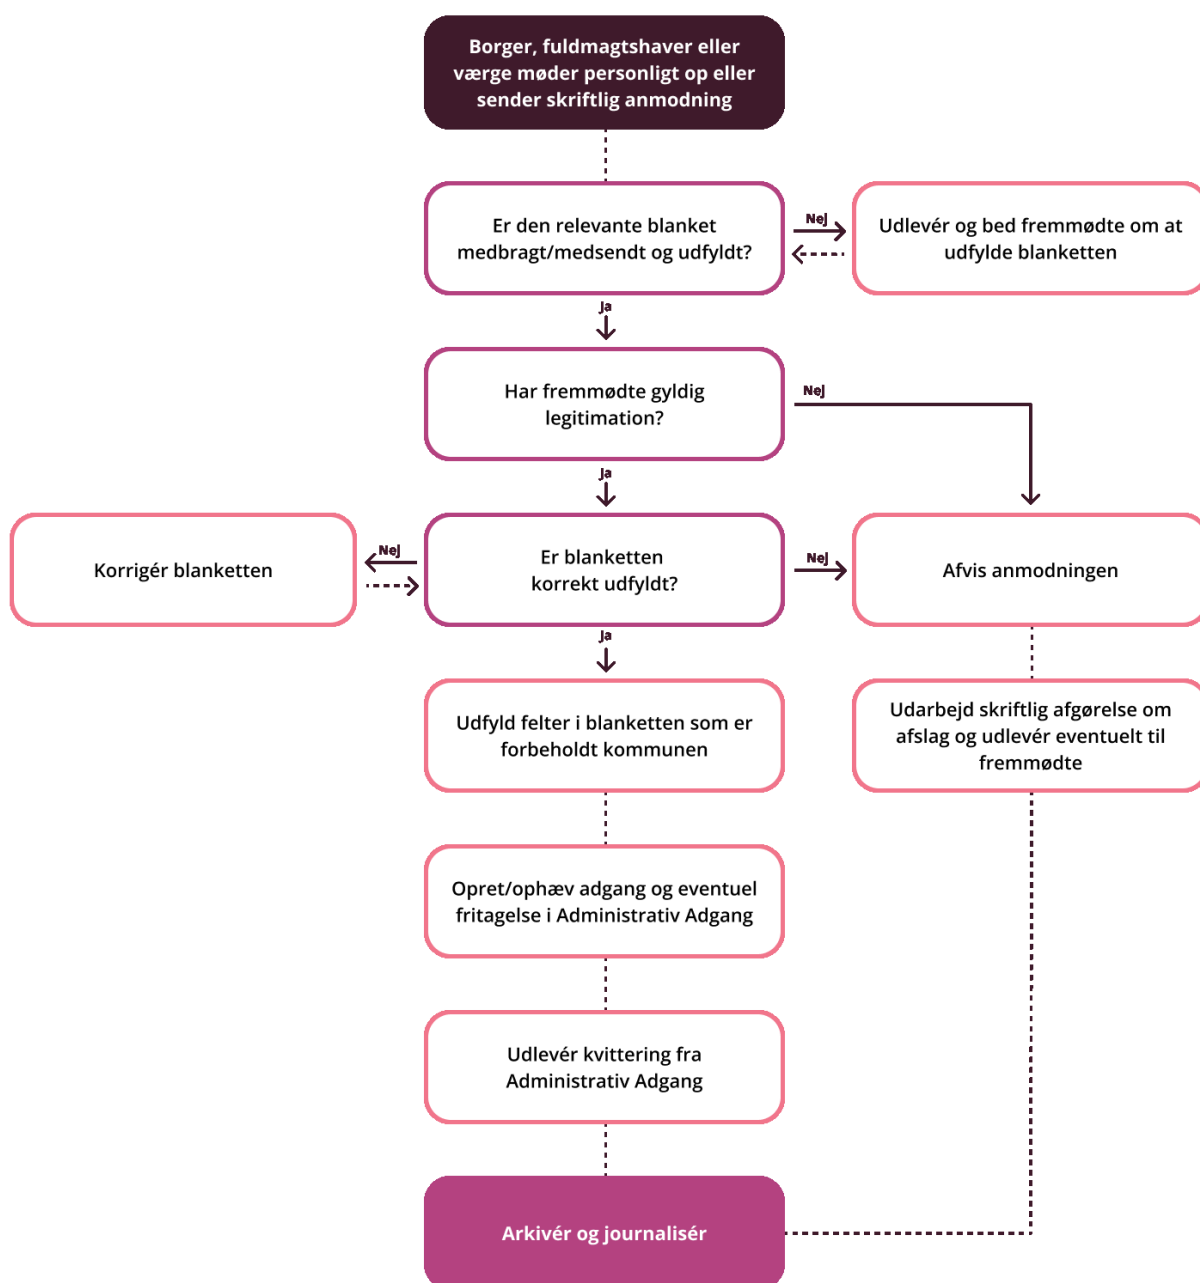 Borger, fuldmagtshaver eller
værge møder personligt op eller
sender skriftlig anmodning
Er den relevante blanket
medbragt/medsendt og udfyldt?
Nej
Udlevér og bed fremmødte om at
udfylde blanketten
Ja
Har fremmødte gyldig
legitimation?
Nej
Ja
Korrigér blanketten
Nej
Er blanketten
korrekt udfyldt?
Nej
Afvis anmodningen
Ja
Udfyld felter i blanketten som er
forbeholdt kommunen
Udarbejd skriftlig afgørelse om
afslag og udlevér eventuelt til
fremmødte
Opret/ophæv adgang og eventuel
fritagelse i Administrativ Adgang
Udlevér kvittering fra
Administrativ Adgang
Arkivér og journalisér